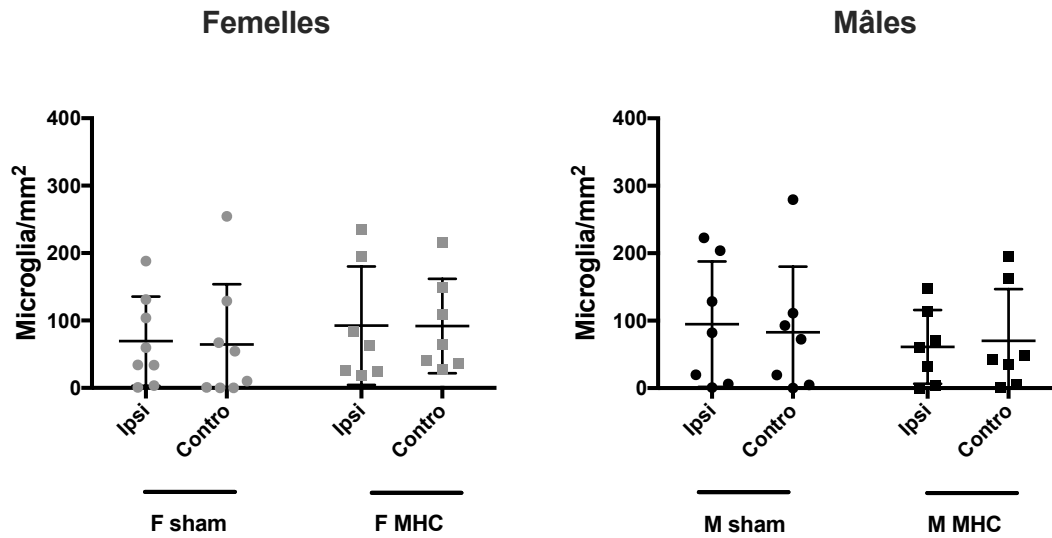 Femelles
Microglia/mm²
400
300
200
100
0
Ipsi
Contro
Ipsi
Contro
F sham
F MHC
Mâles
Microglia/mm²
400
300
200
100
0
Ipsi
Contro
Ipsi
Contro
M sham
M MHC